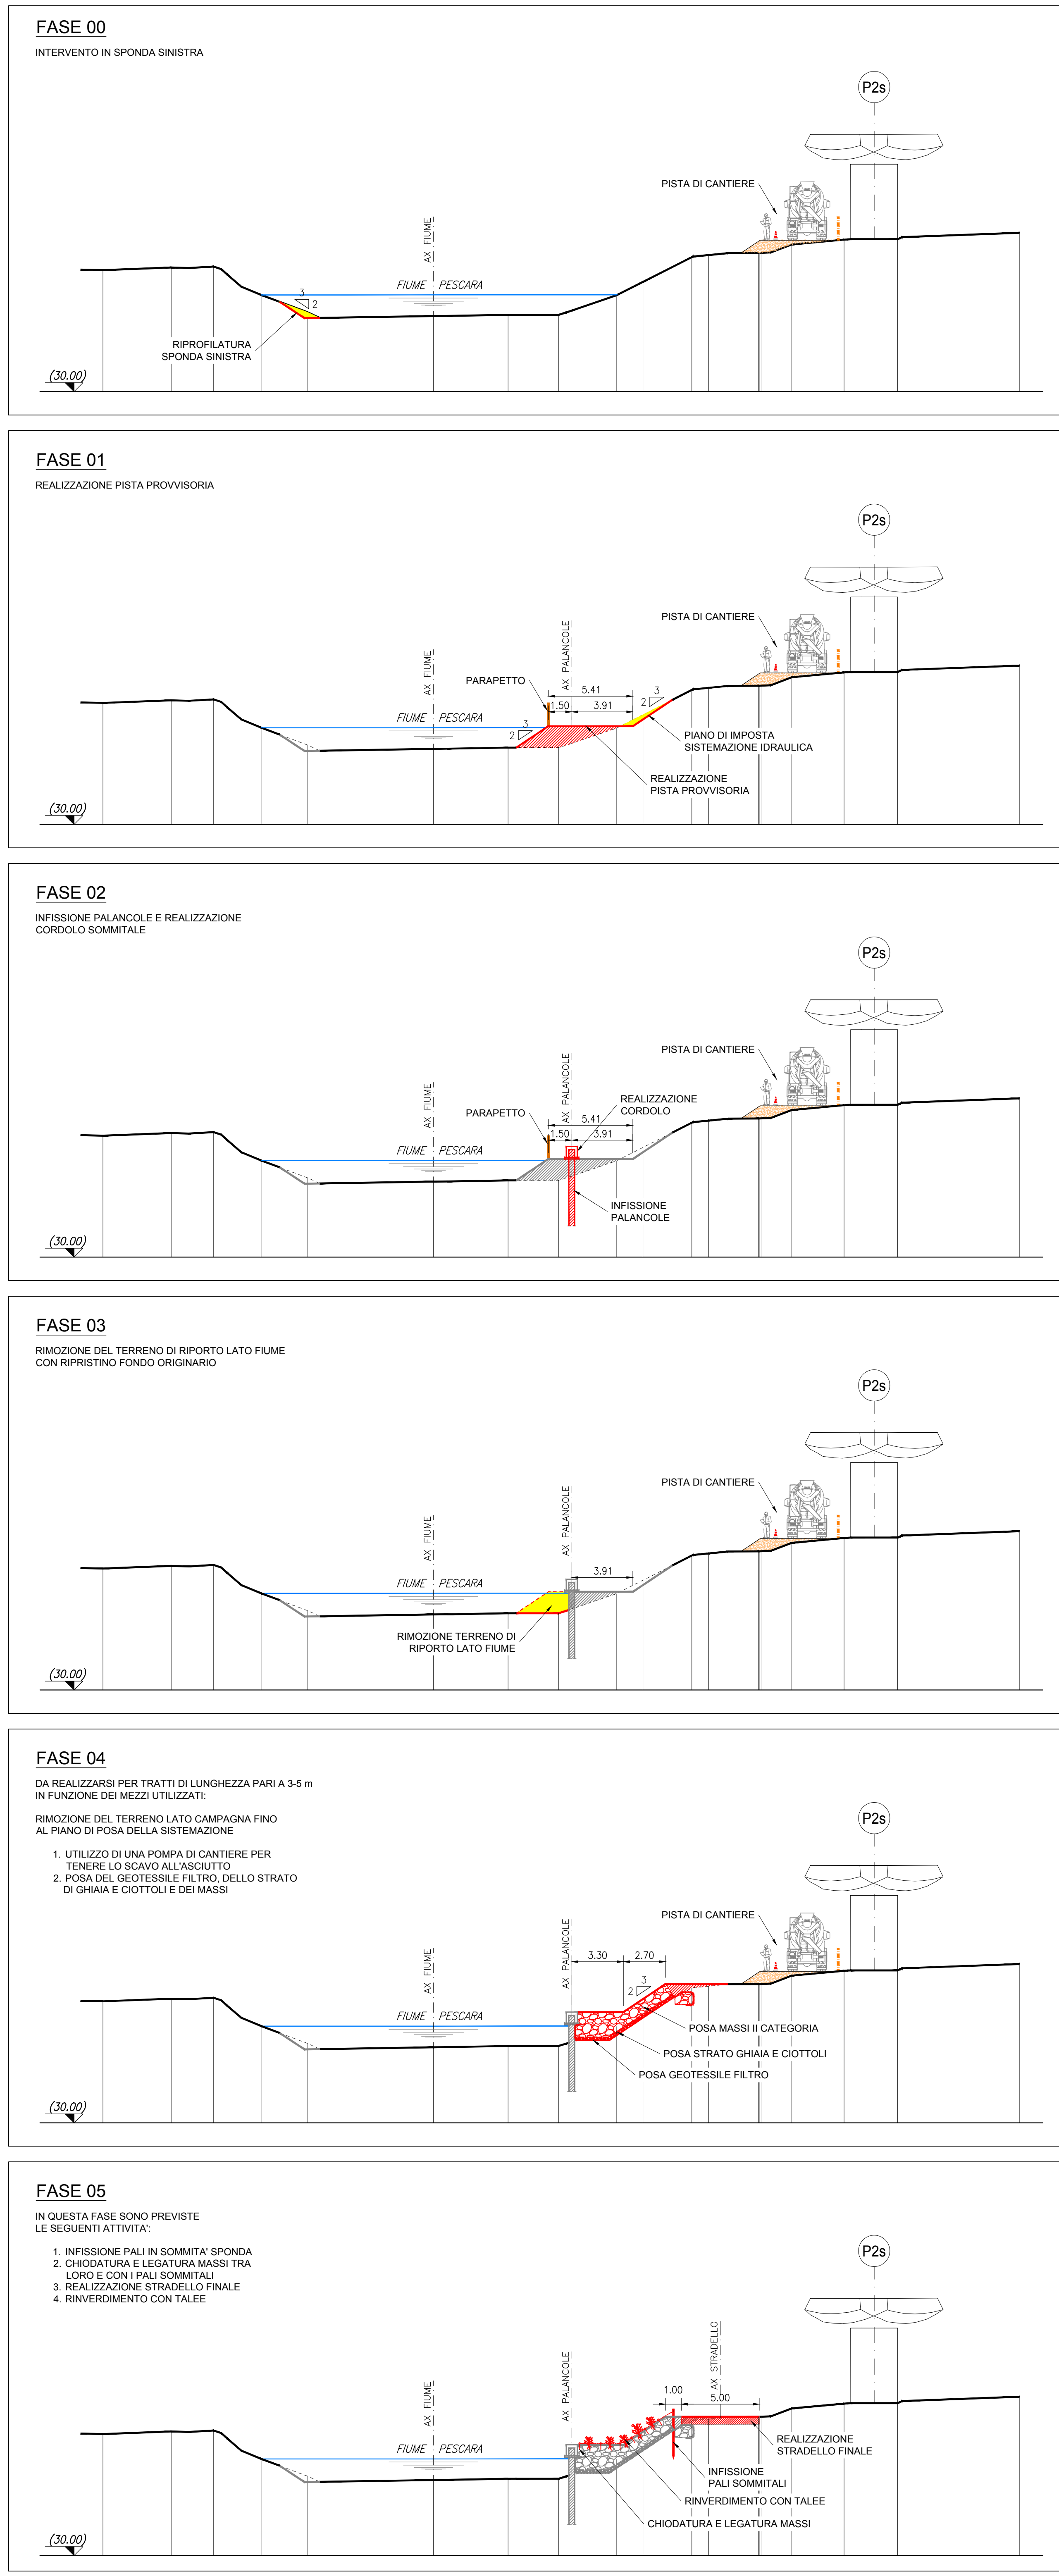 FASE 00
INTERVENTO IN SPONDA SINISTRA
P2s
PISTA DI CANTIERE
AX FIUME
FIUME PESCARA
3
2
RIPROFILATURA
SPONDA SINISTRA
(30.00)
FASE 01
REALIZZAZIONE PISTA PROVVISORIA
P2s
PISTA DI CANTIERE
AX FIUME
AX PALANCOLE
PARAPETTO
5.41
3
2
1.50
3.91
FIUME PESCARA
3
2
PIANO DI IMPOSTA
SISTEMAZIONE IDRAULICA
REALIZZAZIONE
PISTA PROVVISORIA
(30.00)
FASE 02
INFISSIONE PALANCOLE E REALIZZAZIONE
CORDOLO SOMMITALE
P2s
PISTA DI CANTIERE
AX FIUME
AX PALANCOLE
REALIZZAZIONE
CORDOLO
PARAPETTO
5.41
1.50
3.91
FIUME PESCARA
INFISSIONE
PALANCOLE
(30.00)
FASE 03
RIMOZIONE DEL TERRENO DI RIPORTO LATO FIUME
CON RIPRISTINO FONDO ORIGINARIO
P2s
PISTA DI CANTIERE
AX FIUME
AX PALANCOLE
3.91
FIUME PESCARA
RIMOZIONE TERRENO DI
RIPORTO LATO FIUME
(30.00)
FASE 04
DA REALIZZARSI PER TRATTI DI LUNGHEZZA PARI A 3-5 m
IN FUNZIONE DEI MEZZI UTILIZZATI:
RIMOZIONE DEL TERRENO LATO CAMPAGNA FINO
AL PIANO DI POSA DELLA SISTEMAZIONE
1. UTILIZZO DI UNA POMPA DI CANTIERE PER
TENERE LO SCAVO ALL'ASCIUTTO
2. POSA DEL GEOTESSILE FILTRO, DELLO STRATO
DI GHIAIA E CIOTTOLI E DEI MASSI
P2s
PISTA DI CANTIERE
AX FIUME
AX PALANCOLE
3.30
2.70
3
2
FIUME PESCARA
POSA MASSI II CATEGORIA
POSA STRATO GHIAIA E CIOTTOLI
POSA GEOTESSILE FILTRO
(30.00)
FASE 05
IN QUESTA FASE SONO PREVISTE
LE SEGUENTI ATTIVITA':
1. INFISSIONE PALI IN SOMMITA' SPONDA
2. CHIODATURA E LEGATURA MASSI TRA
LORO E CON I PALI SOMMITALI
3. REALIZZAZIONE STRADELLO FINALE
4. RINVERDIMENTO CON TALEE
P2s
AX FIUME
AX PALANCOLE
AX STRADELLO
1.00
5.00
FIUME PESCARA
REALIZZAZIONE
STRADELLO FINALE
INFISSIONE
PALI SOMMITALI
RINVERDIMENTO CON TALEE
CHIODATURA E LEGATURA MASSI
(30.00)